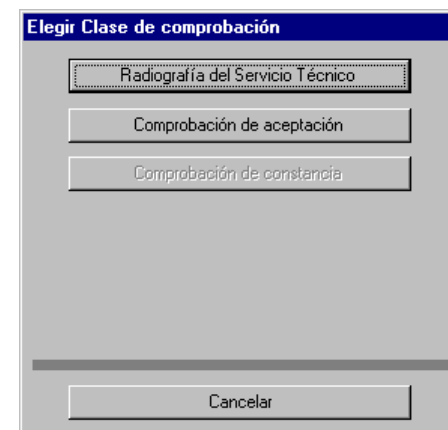 Elegir Clase de comprobación
Radiografía del Servicio Técnico
Comprobación de aceptación
Comprobación de constancia
Cancelar